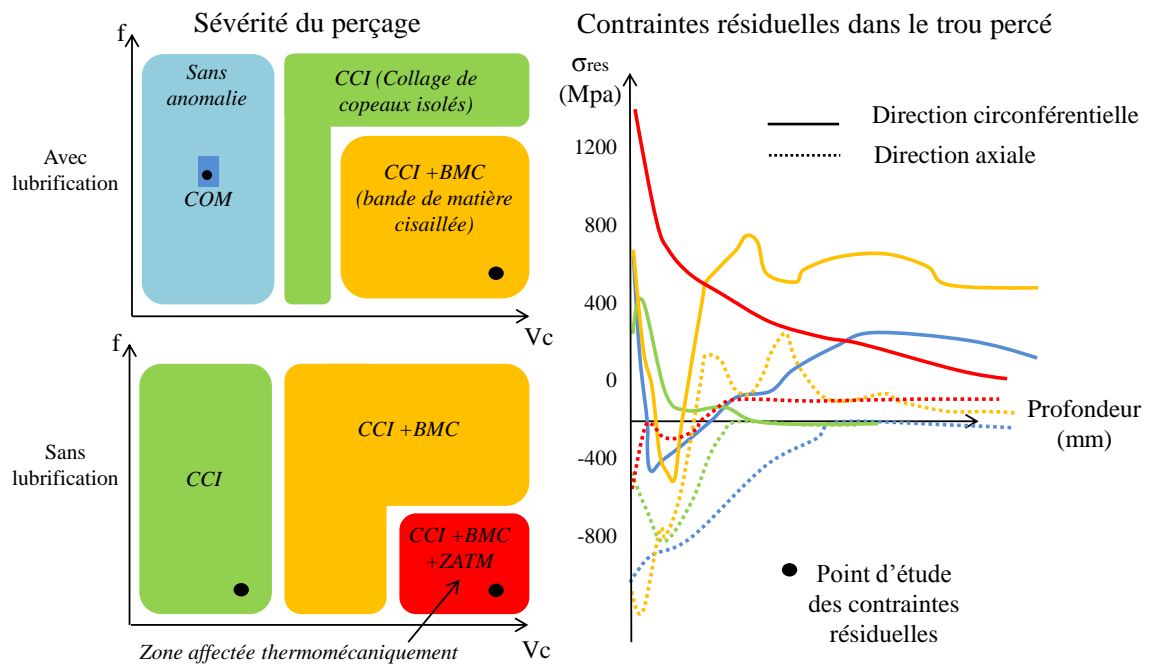 Sévérité du perçage
f
Sans
anomalie
COM
CCI (Collage de
copeaux isolés)
CCI +BMC
(bande de matière
cisaillée)
Avec
lubrification
Vc
f
CCI
CCI +BMC
CCI +BMC
+ZATM
Sans
lubrification
Zone affectée thermomécaniquement
Vc
Contraintes résiduelles dans le trou percé
σres
(Mpa)
1200
800
400
0
-400
-800
Direction circonférentielle
Direction axiale
Profondeur
(mm)
Point d’étude
des contraintes
résiduelles